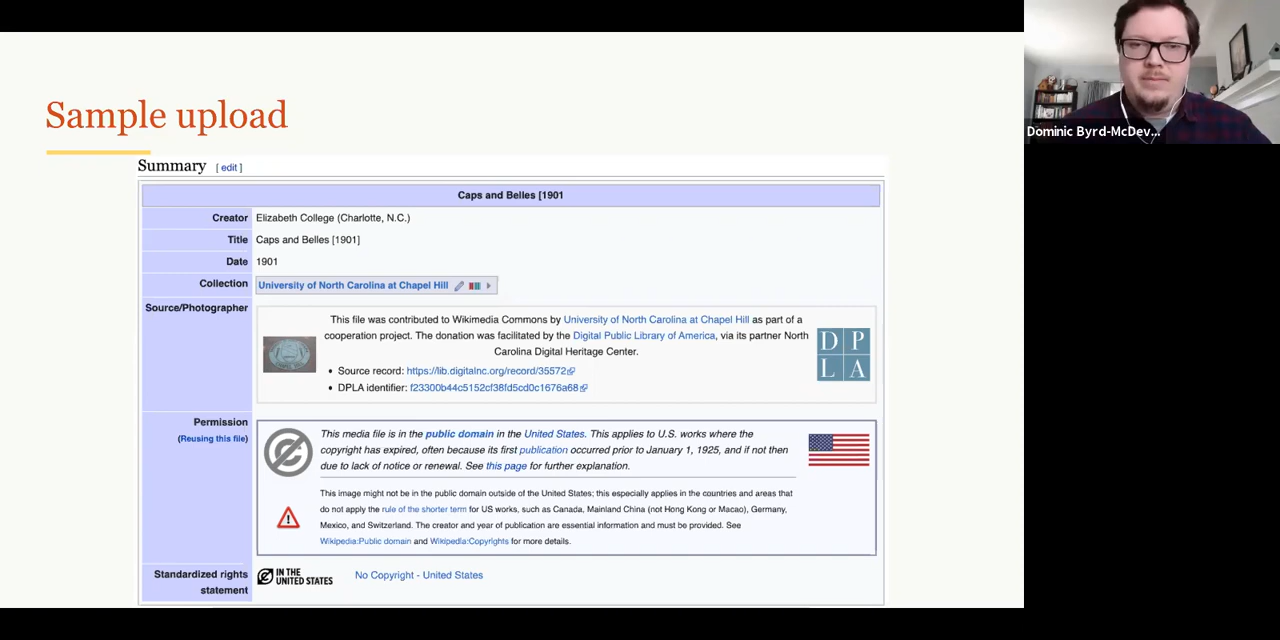 Sample upload
Dominic Byrd-McDev...
Summary [ edit ]
Caps and Belles [1901
Creator Elizabeth College (Charlotte, N.C.)
Title Caps and Belles [1901]
Date 1901
Collection University of North Carolina at Chapel Hill
Source/Photographer
This file was contributed to Wikimedia Commons by University of North Carolina at Chapel Hill as part of a
cooperation project. The donation was facilitated by the Digital Public Library of America, via its partner North
Carolina Digital Heritage Center.
• Source record: https://lib.digitalnc.org/record/35572
• DPLA identifier: f23300b44c5152cf38fd5cd0c1676a68
D P
L A
Permission
(Reusing this file)
This media file is in the public domain in the United States. This applies to U.S. works where the
copyright has expired, often because its first publication occurred prior to January 1, 1925, and if not then
due to lack of notice or renewal. See this page for further explanation.
This image might not be in the public domain outside of the United States; this especially applies in the countries and areas that
do not apply the rule of the shorter term for US works, such as Canada, Mainland China (not Hong Kong or Macao), Germany,
Mexico, and Switzerland. The creator and year of publication are essential information and must be provided. See
Wikipedia:Public domain and Wikipedia:Copyrights for more details.
Standardized rights
statement
IN THE
UNITED STATES
No Copyright - United States